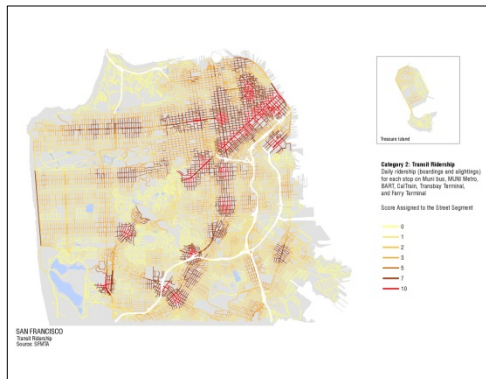 Treasure Island
Category 2: Transit Ridership
Daily ridership (boardings and alightings)
for each stop on Muni bus, MUNI Metro,
BART, CalTrain, Transbay Terminal,
and Ferry Terminal
Score Assigned to the Street Segment
0
1
2
3
5
7
10
SAN FRANCISCO
Transit Ridership
Source: SFMTA